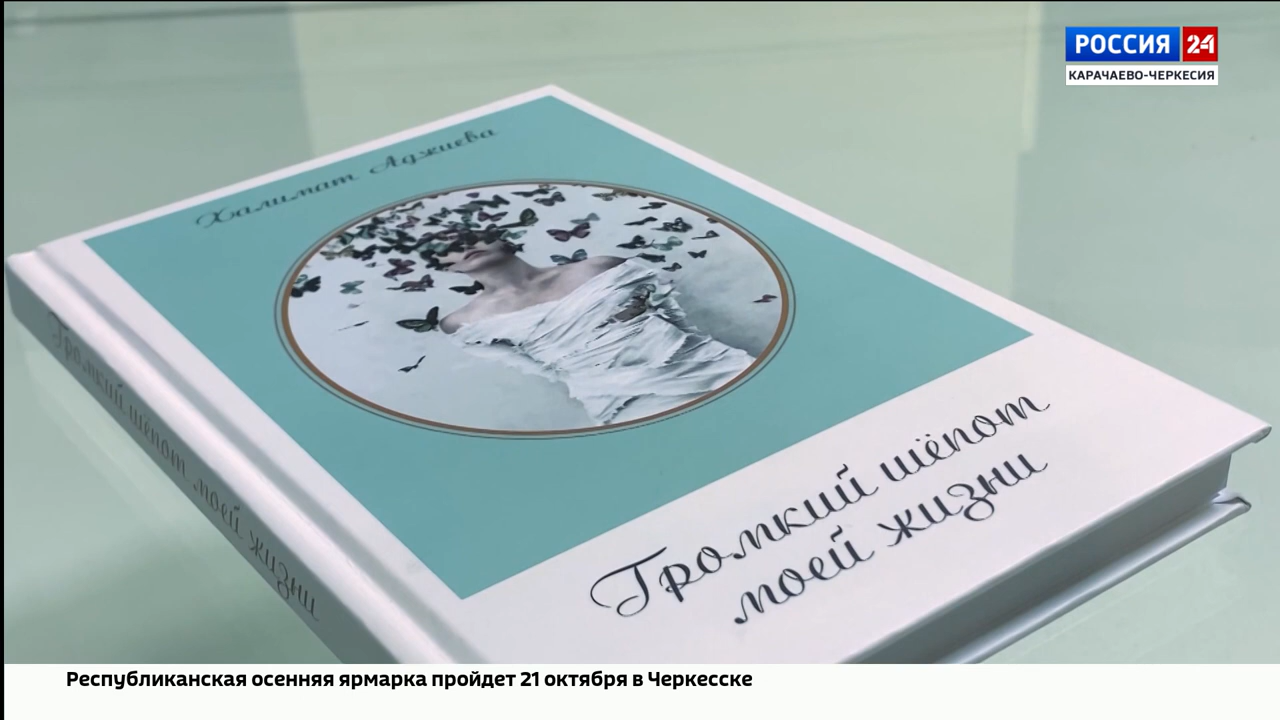 РОССИЯ 24
КАРАЧАЕВО-ЧЕРКЕСИЯ
Халимат Аджиева
Громкий шёпот
моей жизни
Громкий шёпот моей жизни
Республиканская осенняя ярмарка пройдет 21 октября в Черкесске